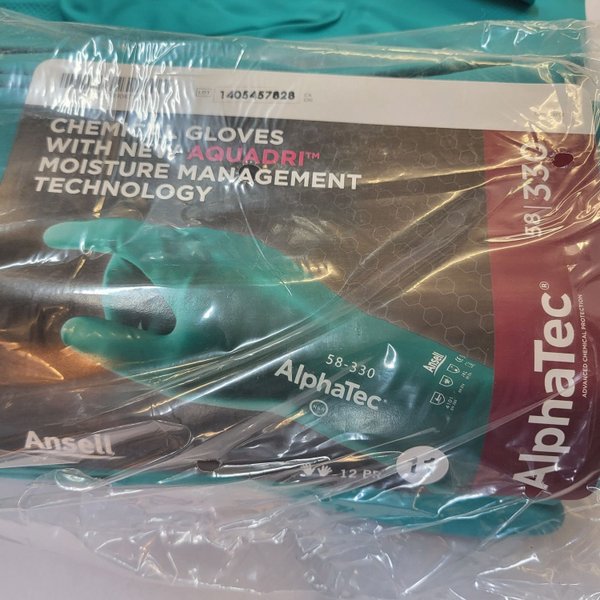 LOT 1405457828
CHEMICAL GLOVES
WITH NEW AQUADRI™
MOISTURE MANAGEMENT
TECHNOLOGY
58 | 330
AlphaTec®
ADVANCED CHEMICAL PROTECTION
58-330
AlphaTec®
Ansell
Ansell
12